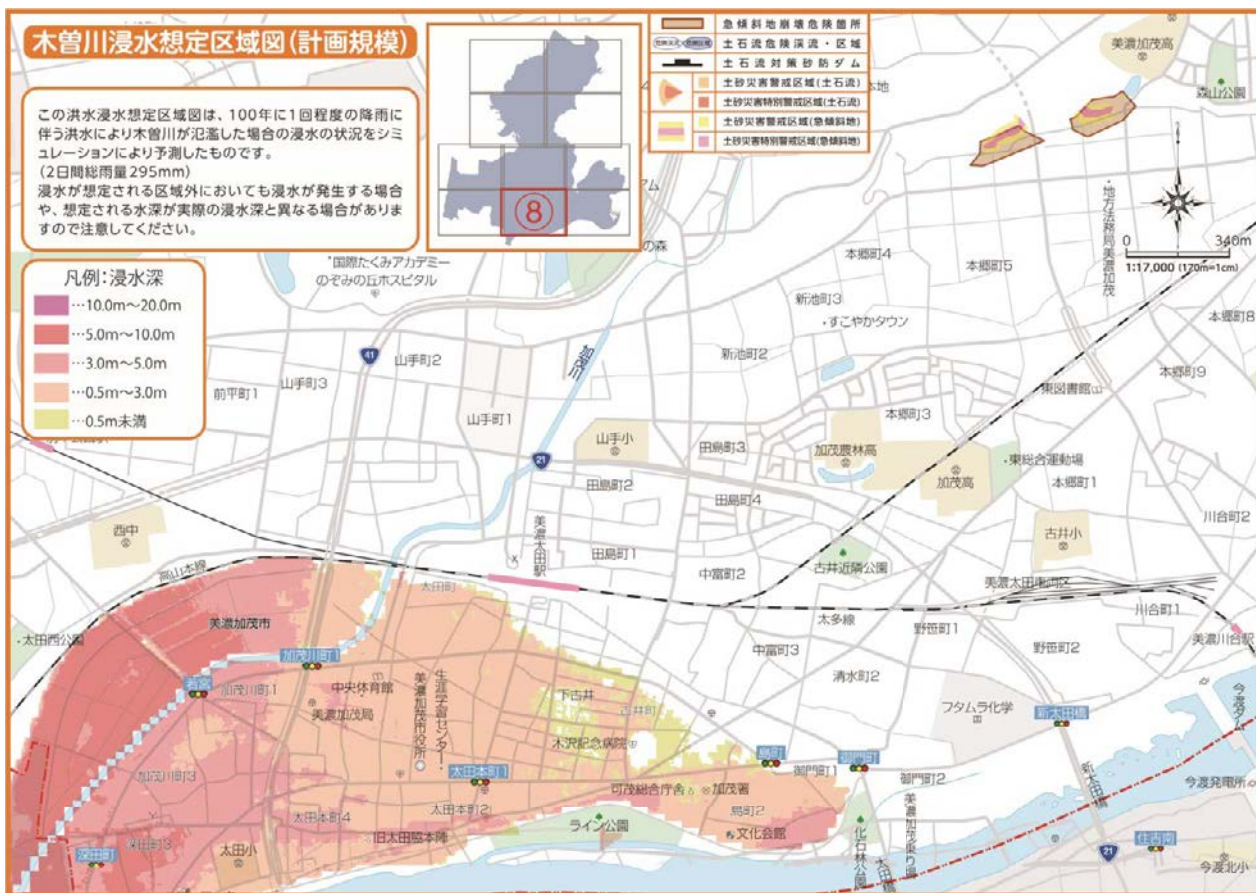 木曽川浸水想定区域図(計画規模)
この洪水浸水想定区域図は、100年に1回程度の降雨に
伴う洪水により木曽川が氾濫した場合の浸水の状況をシミ
ュレーションにより予測したものです。
(2日間総雨量295mm)
浸水が想定される区域外においても浸水が発生する場合
や、想定される水深が実際の浸水深と異なる場合がありま
すので注意してください。
⑧
急傾斜地崩壊危険箇所
土石流危険渓流・区域
土石流対策砂防ダム
土砂災害警戒区域(土石流)
土砂災害特別警戒区域(土石流)
土砂災害警戒区域(急傾斜地)
土砂災害特別警戒区域(急傾斜地)
凡例:浸水深
…10.0m〜20.0m
…5.0m〜10.0m
…3.0m〜5.0m
…0.5m〜3.0m
…0.5m未満
美濃加茂高
森山公園
・地方法務局美濃加茂
0 340m
1:17,000 (170m=1cm)
国際たくみアカデミー
のぞみの丘ホスピタル
の森
本郷町4
本郷町5
新池町3
・すこやかタウン
本郷町8
41
山手町2
加茂川
新池町2
本郷町9
前平町1
山手町3
東図書館
山手町1
本郷町3
山手小
田島町3
加茂農林高
21
・東総合運動場
加茂高
本郷町1
田島町2
田島町4
川合町2
西中
美濃太田駅
田島町1
古井小
中富町2
古井近隣公園
高山本線
太田町
美濃太田車両区
川合町1
・太田西公園
美濃加茂市
太多線
野笹町1
美濃川合駅
加茂川町1
中富町3
野笹町2
若宮
加茂川町1
中央体育館
生涯学習センター・
美濃加茂市役所
下古井
清水町2
美濃加茂局
古井町
フタムラ化学
新太田橋
今渡ダム
木沢記念病院
加茂川町3
太田本町1
島町
御門町
御門町1
御門町2
新太田橋
今渡発電所
太田本町2
可茂総合庁舎
加茂署
太田本町4
島町2
ライン公園
文化会館
旧太田脇本陣
深田町3
深田町
太田小
化石林公園
美濃加茂乗り場
太田橋
21
住吉南
今渡北小